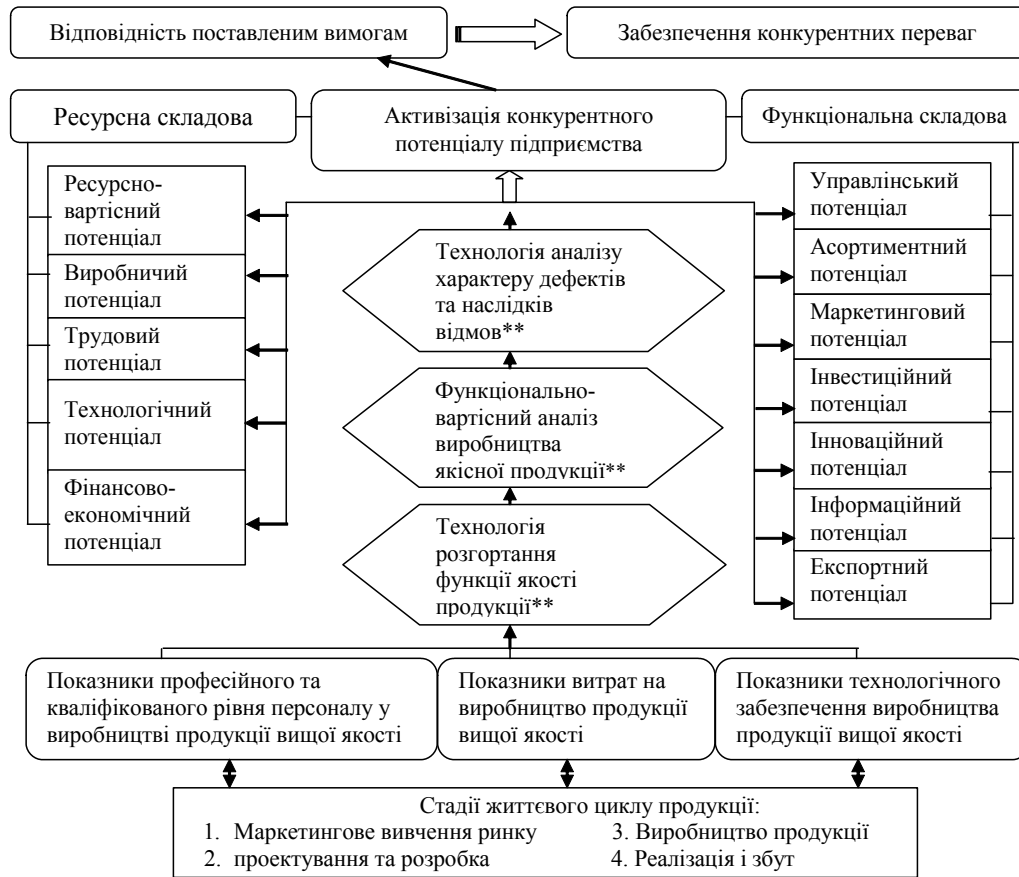 Відповідність поставленим вимогам
Забезпечення конкурентних переваг
Ресурсна складова
Активізація конкурентного
потенціалу підприємства
Функціональна складова
Ресурсно-
вартісний
потенціал
Виробничий
потенціал
Трудовий
потенціал
Технологічний
потенціал
Фінансово-
економічний
потенціал
Технологія аналізу
характеру дефектів
та наслідків
відмов**
Функціонально-
вартісний аналіз
виробництва
якісної продукції**
Технологія
розгортання
функції якості
продукції**
Управлінський
потенціал
Асортиментний
потенціал
Маркетинговий
потенціал
Інвестиційний
потенціал
Інноваційний
потенціал
Інформаційний
потенціал
Експортний
потенціал
Показники професійного та
кваліфікованого рівня персоналу у
виробництві продукції вищої якості
Показники витрат на
виробництво продукції
вищої якості
Показники технологічного
забезпечення виробництва
продукції вищої якості
Стадії життєвого циклу продукції:
1. Маркетингове вивчення ринку
3. Виробництво продукції
2. проектування та розробка
4. Реалізація і збут